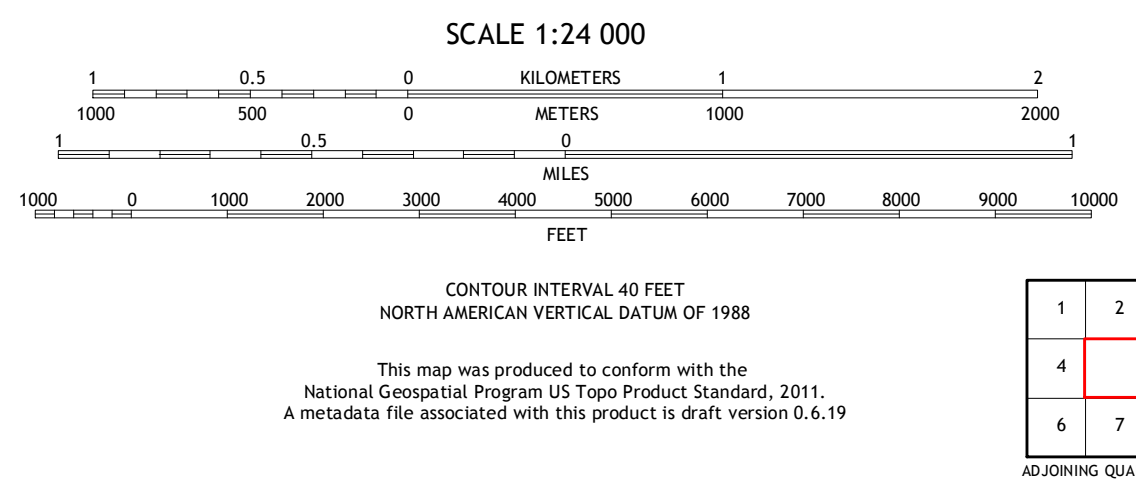 SCALE 1:24 000
1 0.5 0 KILOMETERS 1 2
1000 500 0 METERS 1000 2000
1 0.5 0 1
MILES
1000 0 1000 2000 3000 4000 5000 6000 7000 8000 9000 10000
FEET
CONTOUR INTERVAL 40 FEET
NORTH AMERICAN VERTICAL DATUM OF 1988
This map was produced to conform with the
National Geospatial Program US Topo Product Standard, 2011.
A metadata file associated with this product is draft version 0.6.19
1 2
4
6 7
ADJOINING QUA